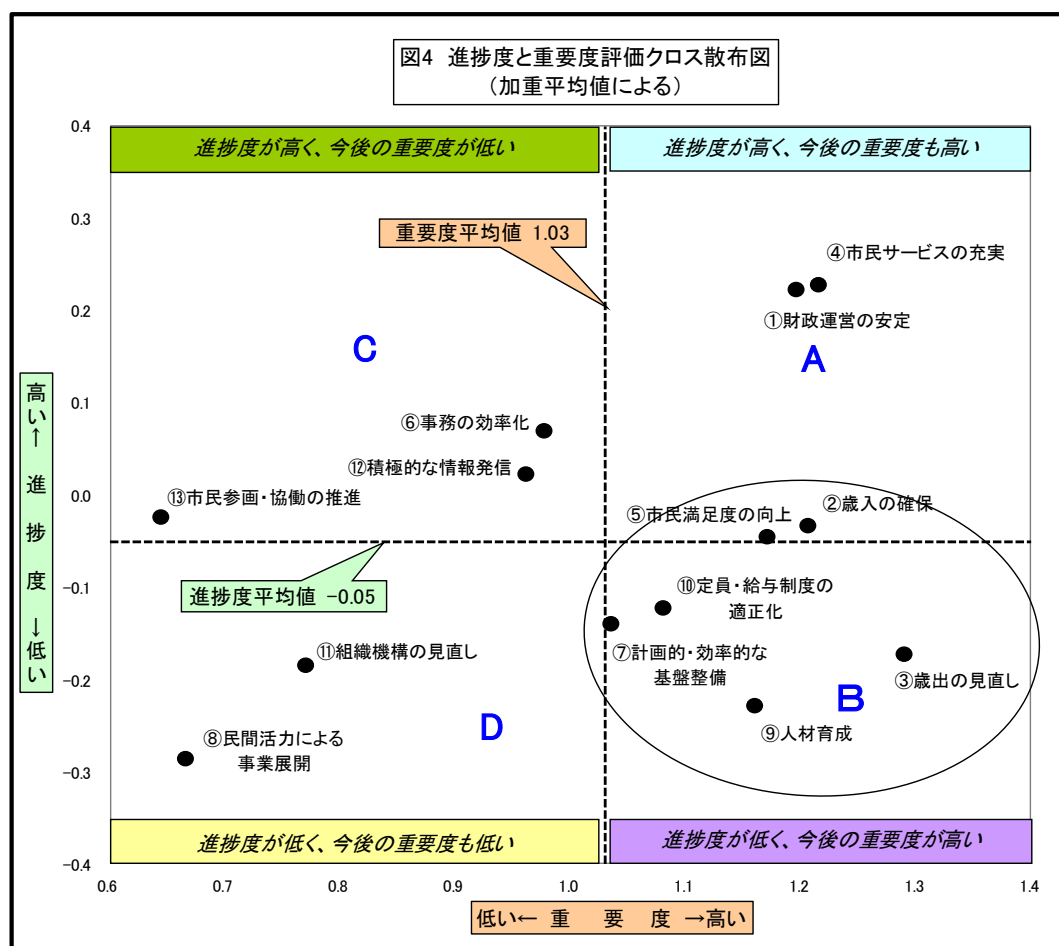 図4 進捗度と重要度評価クロス散布図
（加重平均値による）
進捗度が高く、今後の重要度が低い
進捗度が高く、今後の重要度も高い
0.4
0.3
0.2
0.1
0.0
-0.1
-0.2
-0.3
-0.4
高い↑ 進捗度 ↓低い
重要度平均値 1.03
④市民サービスの充実
①財政運営の安定
A
C
⑥事務の効率化
⑫積極的な情報発信
⑬市民参画・協働の推進
②歳入の確保
⑤市民満足度の向上
進捗度平均値 -0.05
⑩定員・給与制度の
適正化
⑪組織機構の見直し
⑦計画的・効率的な
基盤整備
③歳出の見直し
B
D
⑨人材育成
⑧民間活力による
事業展開
進捗度が低く、今後の重要度も低い
進捗度が低く、今後の重要度が高い
0.6 0.7 0.8 0.9 1.0 1.1 1.2 1.3 1.4
低い← 重 要 度 →高い